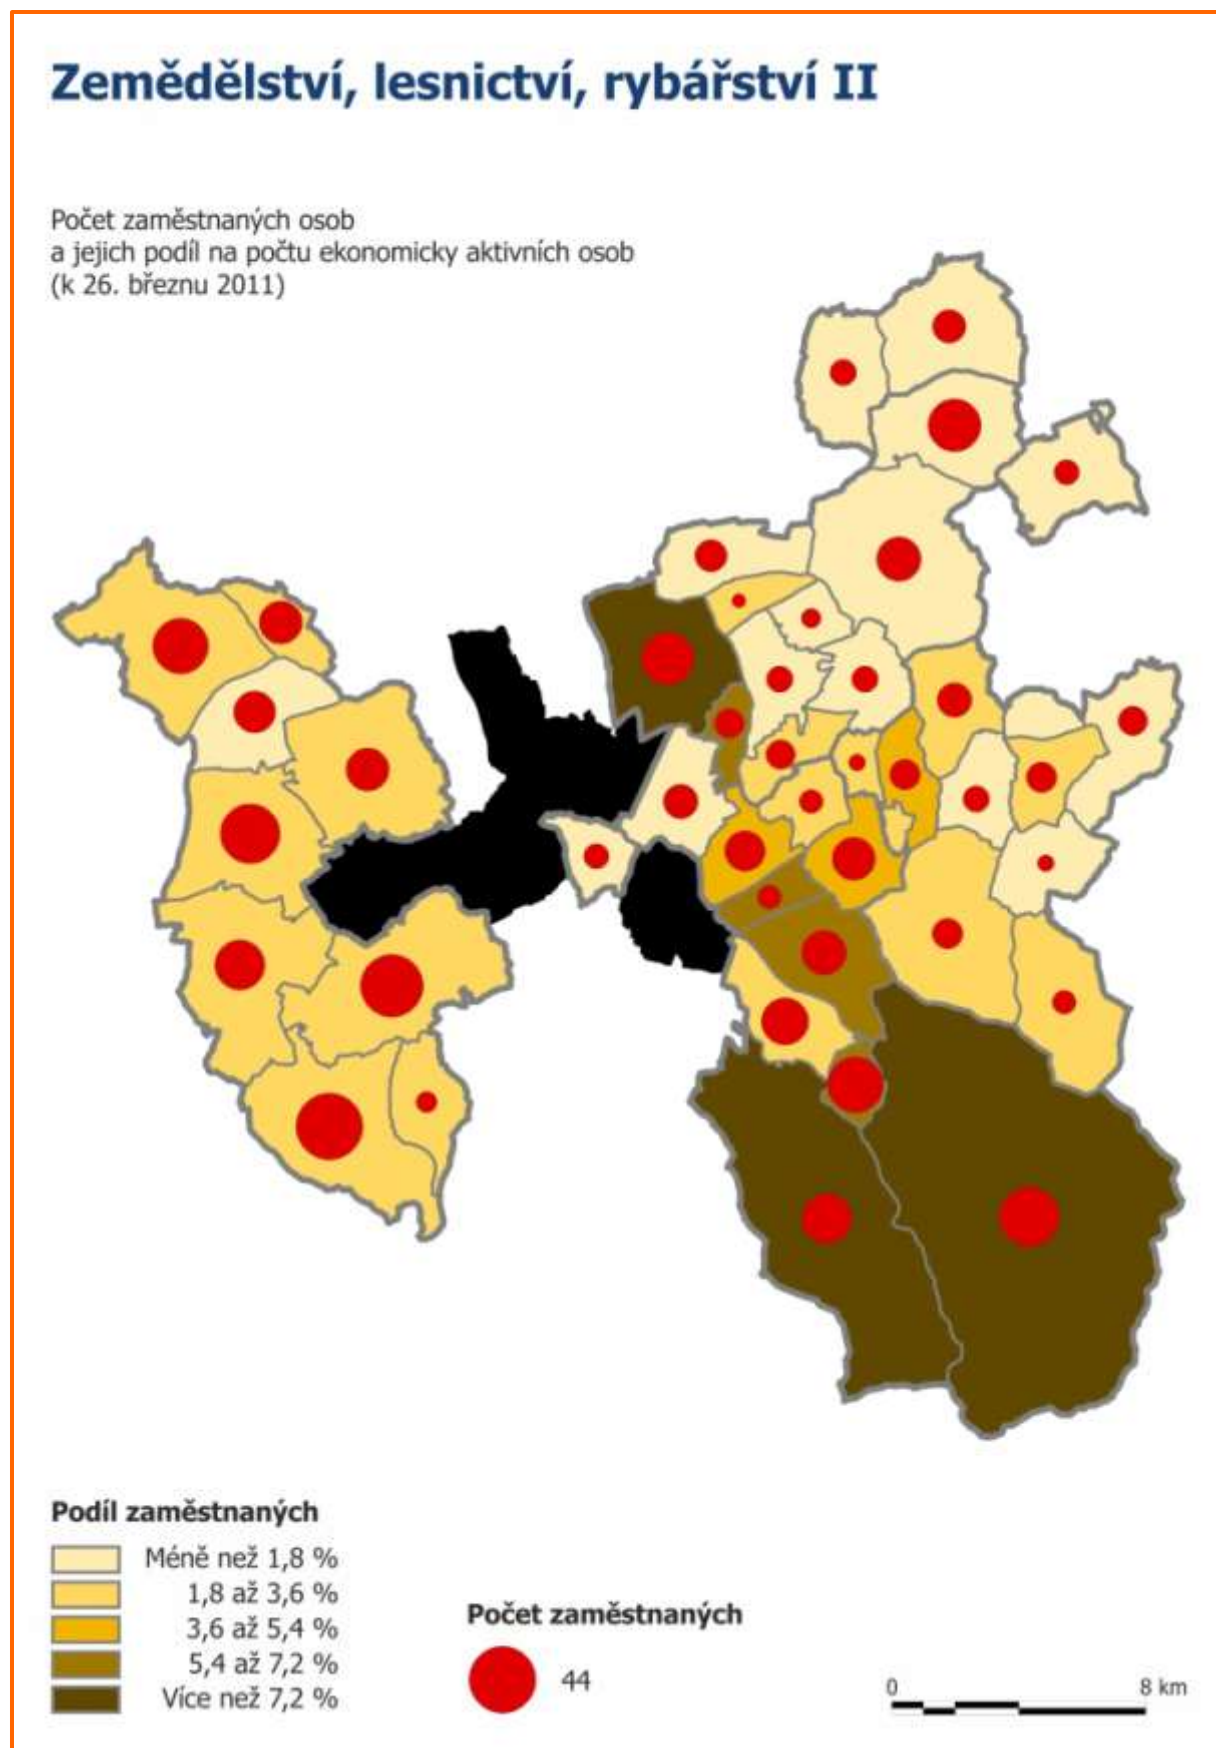 Zemědělství, lesnictví, rybářství II
Počet zaměstnaných osob
a jejich podíl na počtu ekonomicky aktivních osob
(k 26. březnu 2011)
Podíl zaměstnaných
Méně než 1,8 %
1,8 až 3,6 %
3,6 až 5,4 %
5,4 až 7,2 %
Více než 7,2 %
Počet zaměstnaných
44
0 8 km